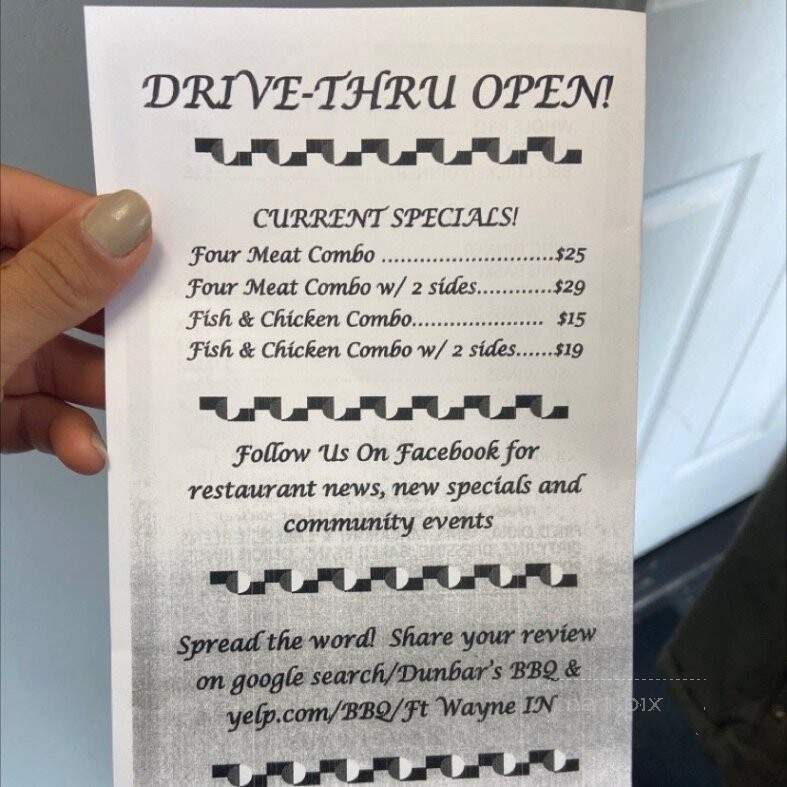 DRIVE-THRU OPEN!
CURRENT SPECIALS!
Four Meat Combo ...........................$25
Four Meat Combo w/ 2 sides............$29
Fish & Chicken Combo...................... $15
Fish & Chicken Combo w/ 2 sides......$19
Follow Us On Facebook for
restaurant news, new specials and
community events
Spread the word! Share your review
on google search/Dunbar's BBQ &
yelp.com/BBQ/Ft Wayne IN